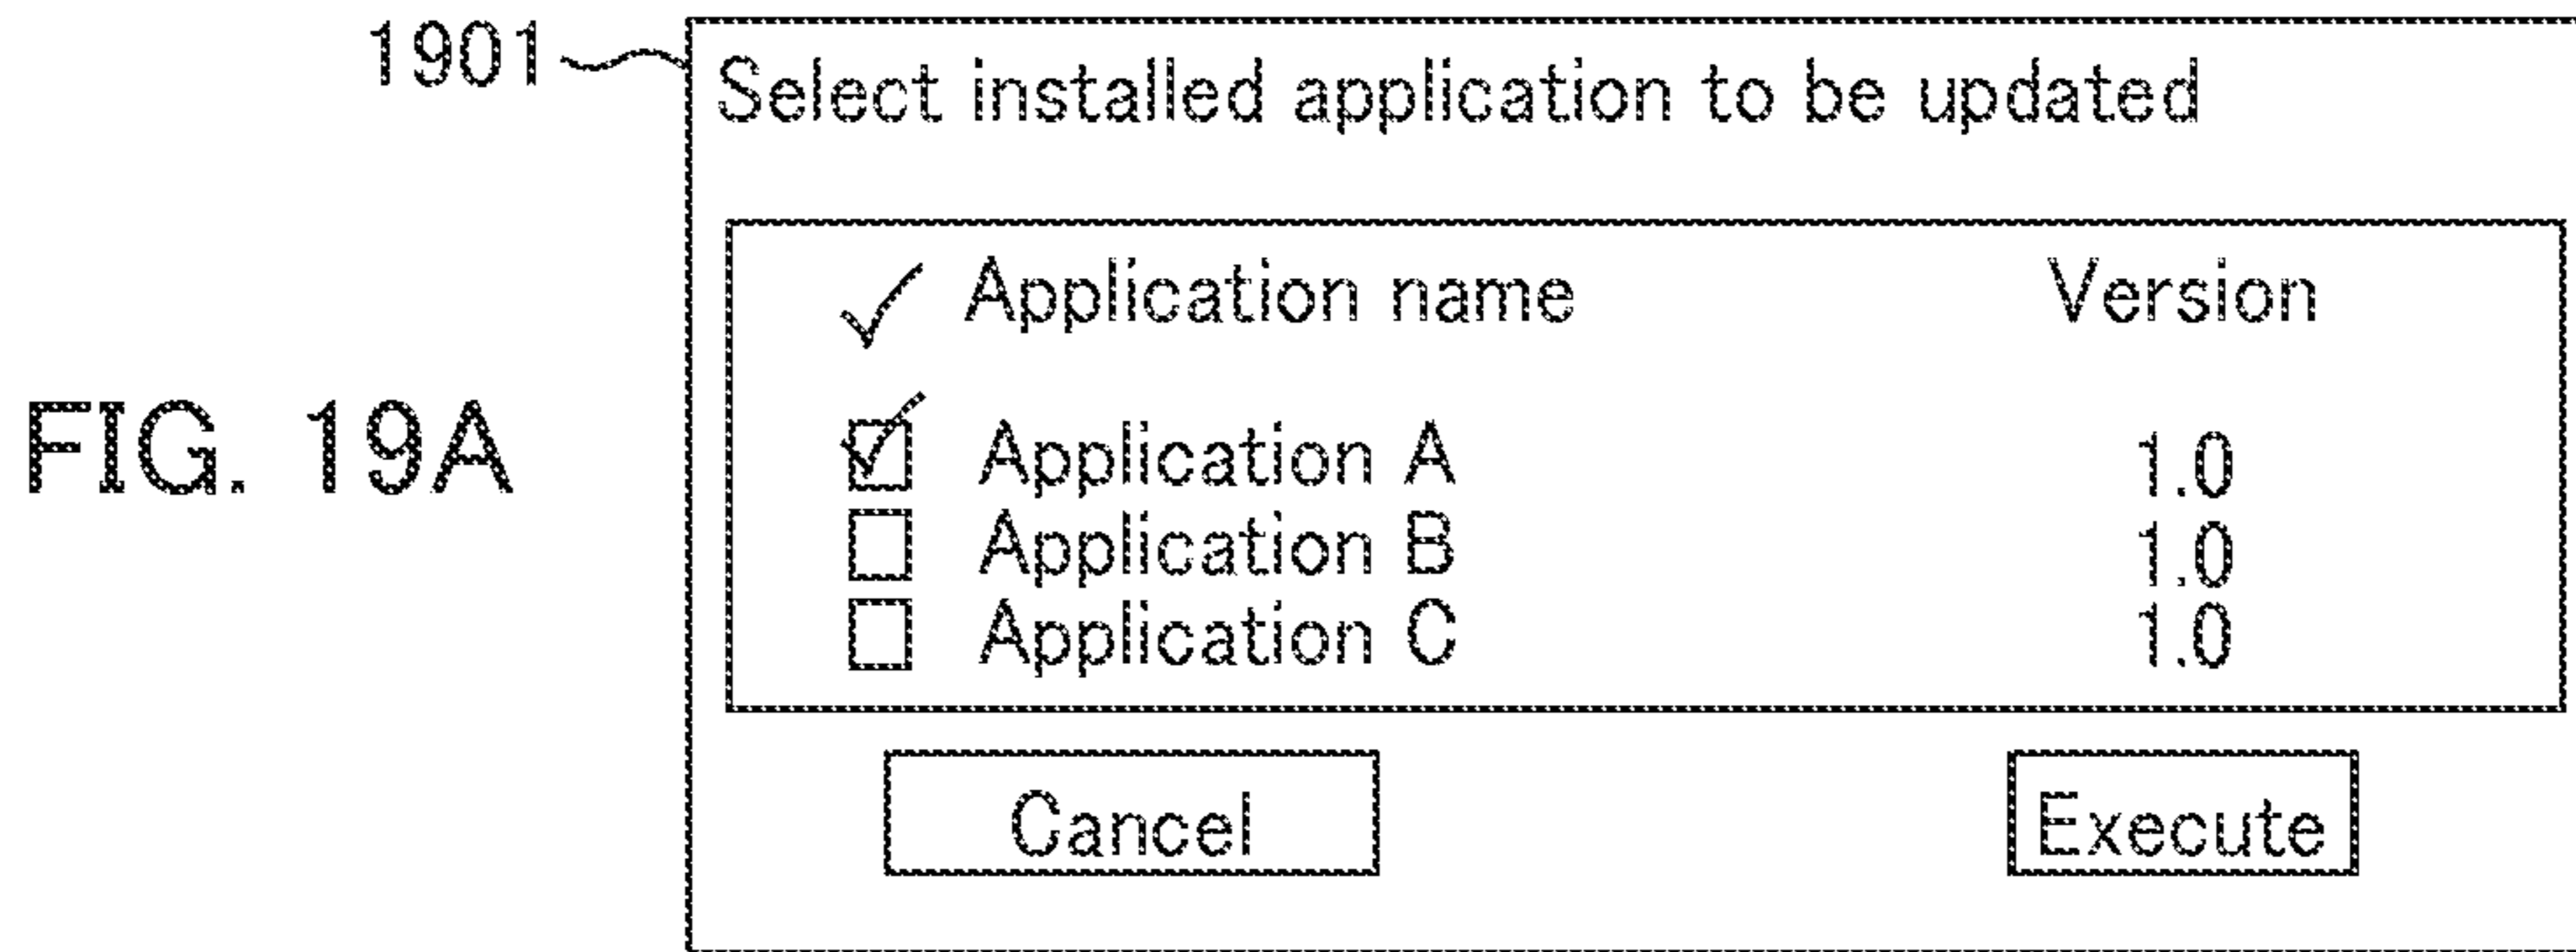 1901
Select installed application to be updated
✓ Application name Version
FIG. 19A
☑ Application A 1.0
☐ Application B 1.0
☐ Application C 1.0
Cancel Execute